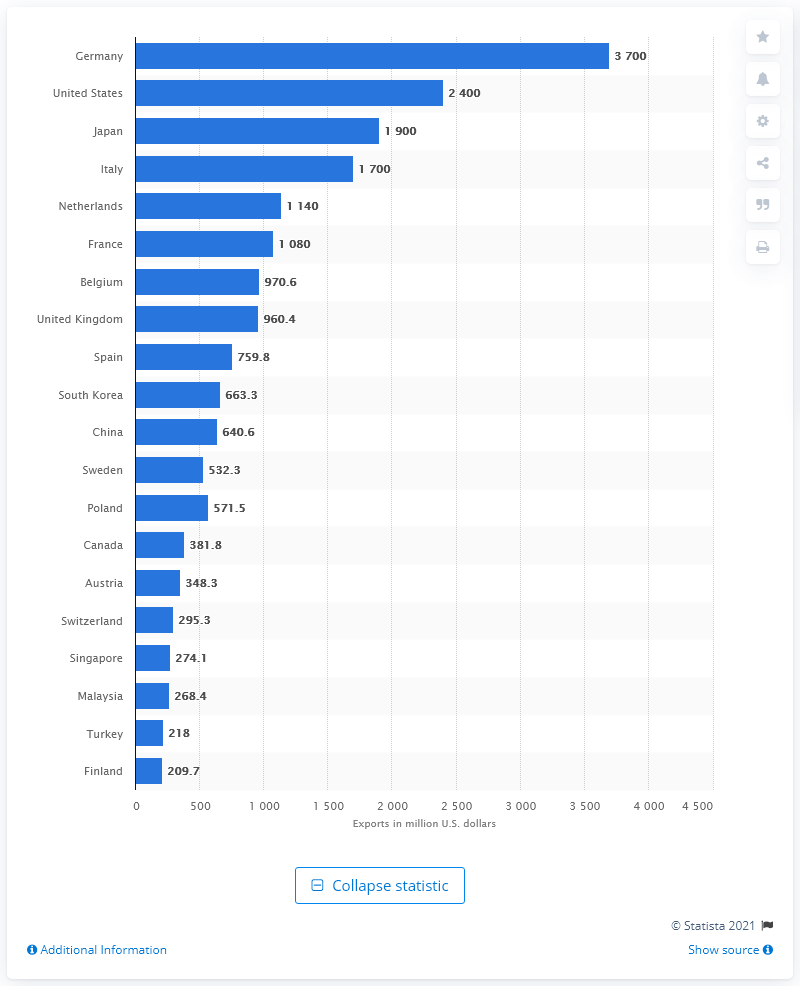 Germany 3 700
United States 2 400
Japan 1 900
Italy 1 700
Netherlands 1 140
France 1 080
Belgium 970.6
United Kingdom 960.4
Spain 759.8
South Korea 663.3
China 640.6
Sweden 532.3
Poland 571.5
Canada 381.8
Austria 348.3
Switzerland 295.3
Singapore 274.1
Malaysia 268.4
Turkey 218
Finland 209.7
0 500 1 000 1 500 2 000 2 500 3 000 3 500 4 000 4 500
Exports in million U.S. dollars
Collapse statistic
© Statista 2021
Additional Information Show source